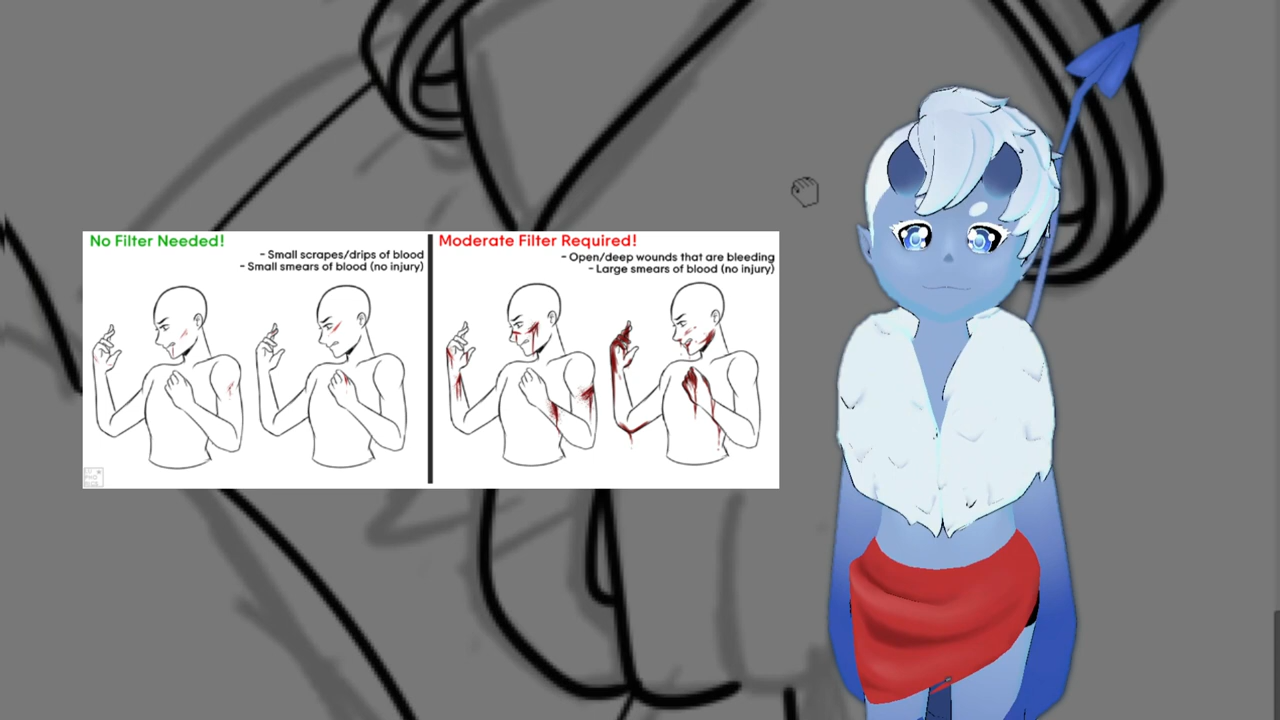 No Filter Needed!
- Small scrapes/drips of blood
- Small smears of blood (no injury)
Moderate Filter Required!
- Open/deep wounds that are bleeding
- Large smears of blood (no injury)